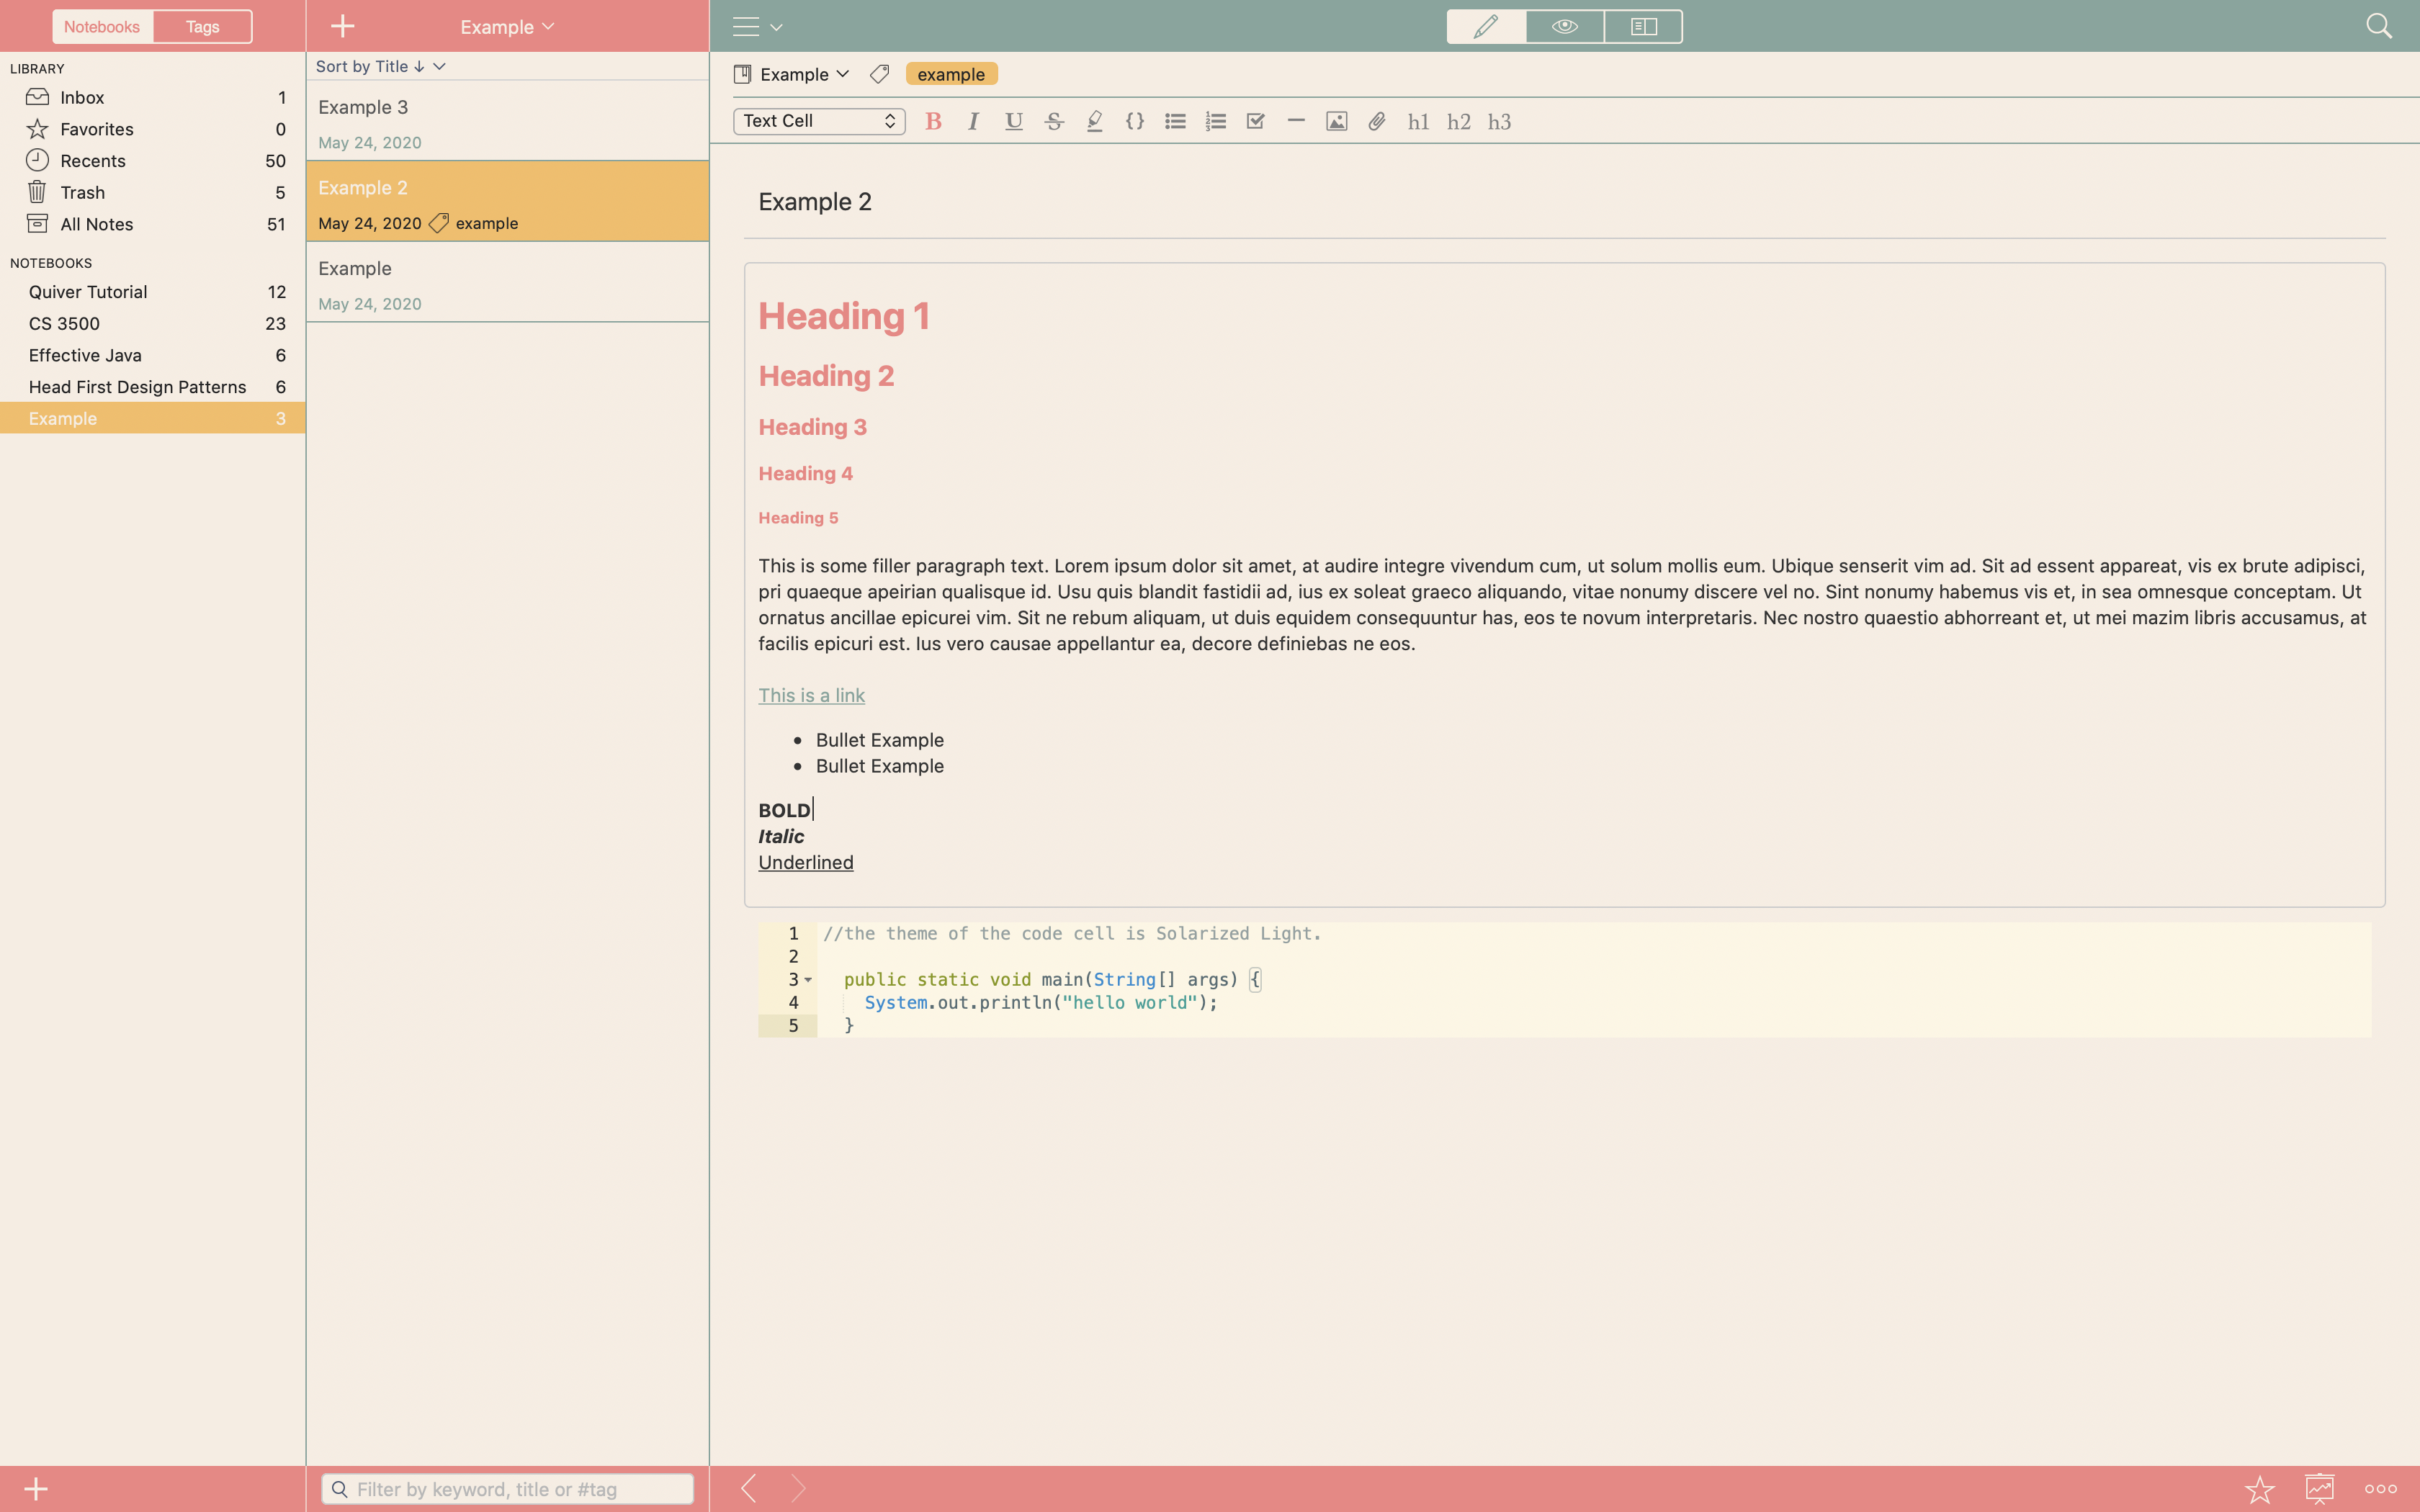 Notebooks Tags
LIBRARY
Inbox 1
Favorites 0
Recents 50
Trash 5
All Notes 51
NOTEBOOKS
Quiver Tutorial 12
CS 3500 23
Effective Java 6
Head First Design Patterns 6
Example 3
Example
Sort by Title ↓
Example 3
May 24, 2020
Example 2
May 24, 2020 example
Example
May 24, 2020
Filter by keyword, title or #tag
Example example
Text Cell B I U S {} h1 h2 h3
Example 2
Heading 1
Heading 2
Heading 3
Heading 4
Heading 5
This is some filler paragraph text. Lorem ipsum dolor sit amet, at audire integre vivendum cum, ut solum mollis eum. Ubique senserit vim ad. Sit ad essent appareat, vis ex brute adipisci,
pri quaeque apeirian qualisque id. Usu quis blandit fastidii ad, ius ex soleat graeco aliquando, vitae nonumy discere vel no. Sint nonumy habemus vis et, in sea omnesque conceptam. Ut
ornatus ancillae epicurei vim. Sit ne rebum aliquam, ut duis equidem consequuntur has, eos te novum interpretaris. Nec nostro quaestio abhorreant et, ut mei mazim libris accusamus, at
facilis epicuri est. Ius vero causae appellantur ea, decore definiebas ne eos.
This is a link
• Bullet Example
• Bullet Example
BOLD
Italic
Underlined
1 //the theme of the code cell is Solarized Light.
2
3 public static void main(String[] args) {
4 System.out.println("hello world");
5 }